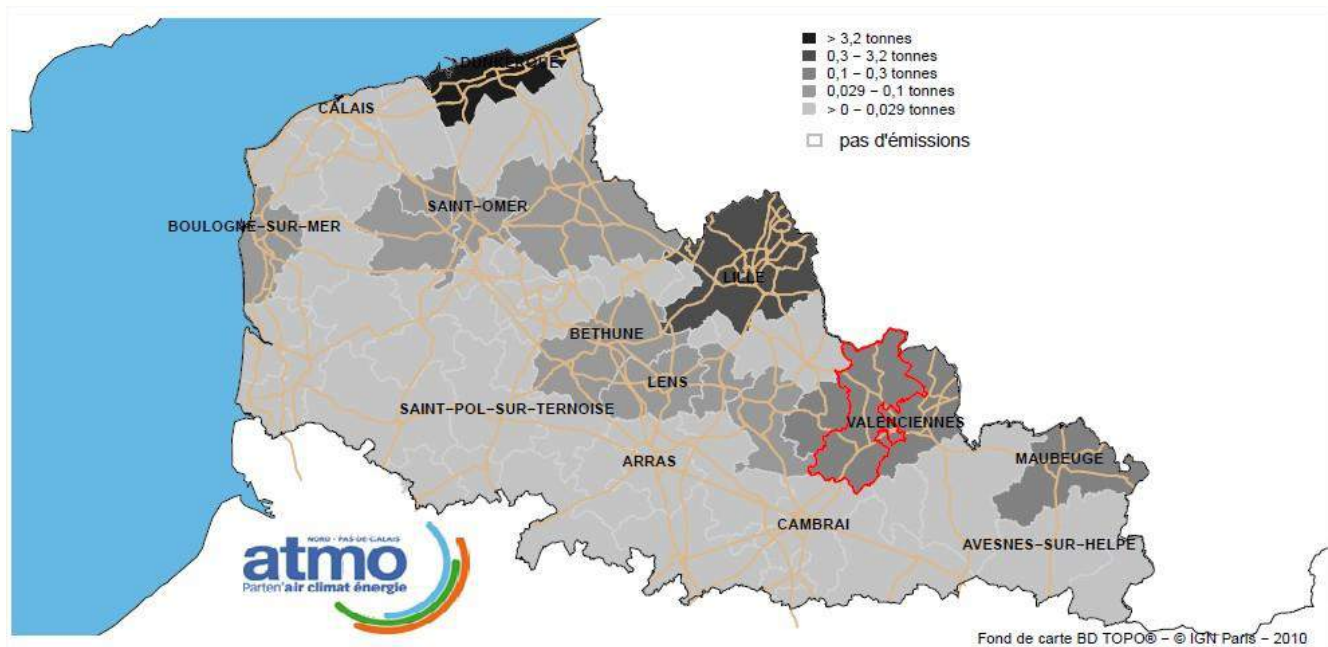 > 3,2 tonnes
0,3 – 3,2 tonnes
0,1 – 0,3 tonnes
0,029 – 0,1 tonnes
> 0 – 0,029 tonnes
pas d'émissions
DUNKERQUE
CALAIS
SAINT–OMER
BOULOGNE–SUR–MER
LILLE
BETHUNE
LENS
SAINT–POL–SUR–TERNOISE
VALENCIENNES
ARRAS
MAUBEUGE
CAMBRAI
AVESNES–SUR–HELPE
NORD - PAS-DE-CALAIS
atmo
Parten'air climat énergie
Fond de carte BD TOPO® – © IGN Paris – 2010